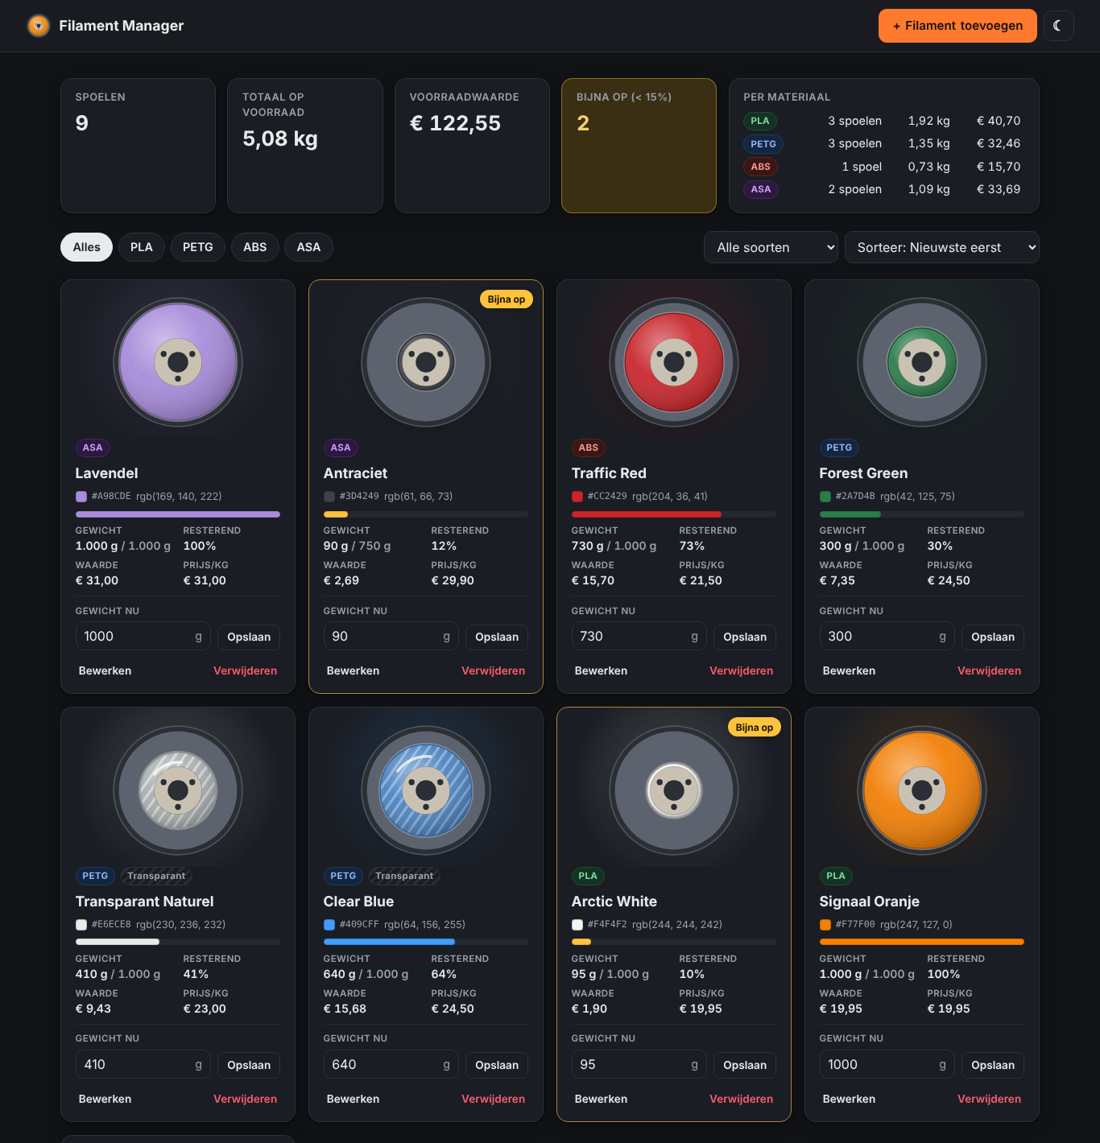 Filament Manager
+ Filament toevoegen
SPOELEN
9
TOTAAL OP
VOORRAAD
5,08 kg
VOORRAADWAARDE
€ 122,55
BIJNA OP (< 15%)
2
PER MATERIAAL
PLA 3 spoelen 1,92 kg € 40,70
PETG 3 spoelen 1,35 kg € 32,46
ABS 1 spoel 0,73 kg € 15,70
ASA 2 spoelen 1,09 kg € 33,69
Alles PLA PETG ABS ASA
Alle soorten
Sorteer: Nieuwste eerst
ASA
Lavendel
#A98CDE rgb(169, 140, 222)
GEWICHT RESTEREND
1.000 g / 1.000 g 100%
WAARDE PRIJS/KG
€ 31,00 € 31,00
GEWICHT NU
1000 g Opslaan
Bewerken Verwijderen
Bijna op
ASA
Antraciet
#3D4249 rgb(61, 66, 73)
GEWICHT RESTEREND
90 g / 750 g 12%
WAARDE PRIJS/KG
€ 2,69 € 29,90
GEWICHT NU
90 g Opslaan
Bewerken Verwijderen
ABS
Traffic Red
#CC2429 rgb(204, 36, 41)
GEWICHT RESTEREND
730 g / 1.000 g 73%
WAARDE PRIJS/KG
€ 15,70 € 21,50
GEWICHT NU
730 g Opslaan
Bewerken Verwijderen
PETG
Forest Green
#2A7D4B rgb(42, 125, 75)
GEWICHT RESTEREND
300 g / 1.000 g 30%
WAARDE PRIJS/KG
€ 7,35 € 24,50
GEWICHT NU
300 g Opslaan
Bewerken Verwijderen
PETG Transparant
Transparant Naturel
#E6ECE8 rgb(230, 236, 232)
GEWICHT RESTEREND
410 g / 1.000 g 41%
WAARDE PRIJS/KG
€ 9,43 € 23,00
GEWICHT NU
410 g Opslaan
Bewerken Verwijderen
PETG Transparant
Clear Blue
#409CFF rgb(64, 156, 255)
GEWICHT RESTEREND
640 g / 1.000 g 64%
WAARDE PRIJS/KG
€ 15,68 € 24,50
GEWICHT NU
640 g Opslaan
Bewerken Verwijderen
Bijna op
PLA
Arctic White
#F4F4F2 rgb(244, 244, 242)
GEWICHT RESTEREND
95 g / 1.000 g 10%
WAARDE PRIJS/KG
€ 1,90 € 19,95
GEWICHT NU
95 g Opslaan
Bewerken Verwijderen
PLA
Signaal Oranje
#F77F00 rgb(247, 127, 0)
GEWICHT RESTEREND
1.000 g / 1.000 g 100%
WAARDE PRIJS/KG
€ 19,95 € 19,95
GEWICHT NU
1000 g Opslaan
Bewerken Verwijderen